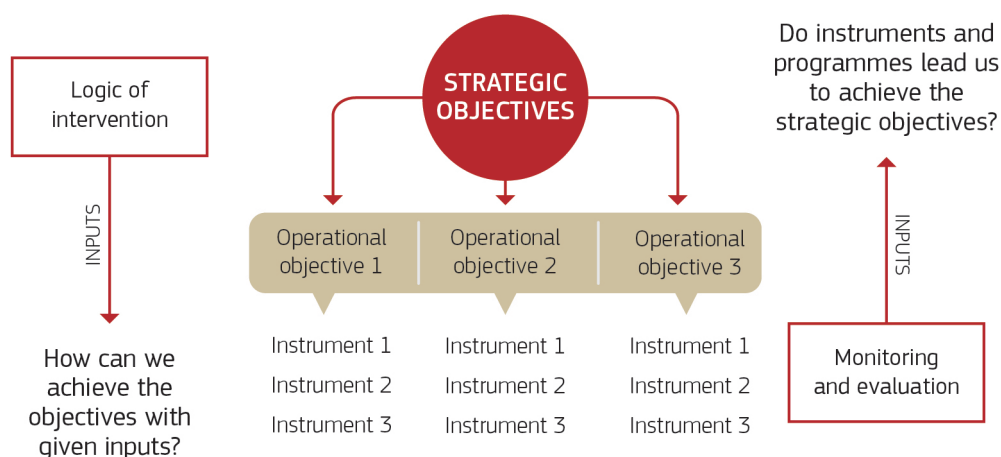 Logic of
intervention
INPUTS
How can we
achieve the
objectives with
given inputs?
STRATEGIC
OBJECTIVES
Operational
objective 1
Operational
objective 2
Operational
objective 3
Instrument 1
Instrument 2
Instrument 3
Instrument 1
Instrument 2
Instrument 3
Instrument 1
Instrument 2
Instrument 3
Do instruments and
programmes lead us
to achieve the
strategic objectives?
INPUTS
Monitoring
and evaluation